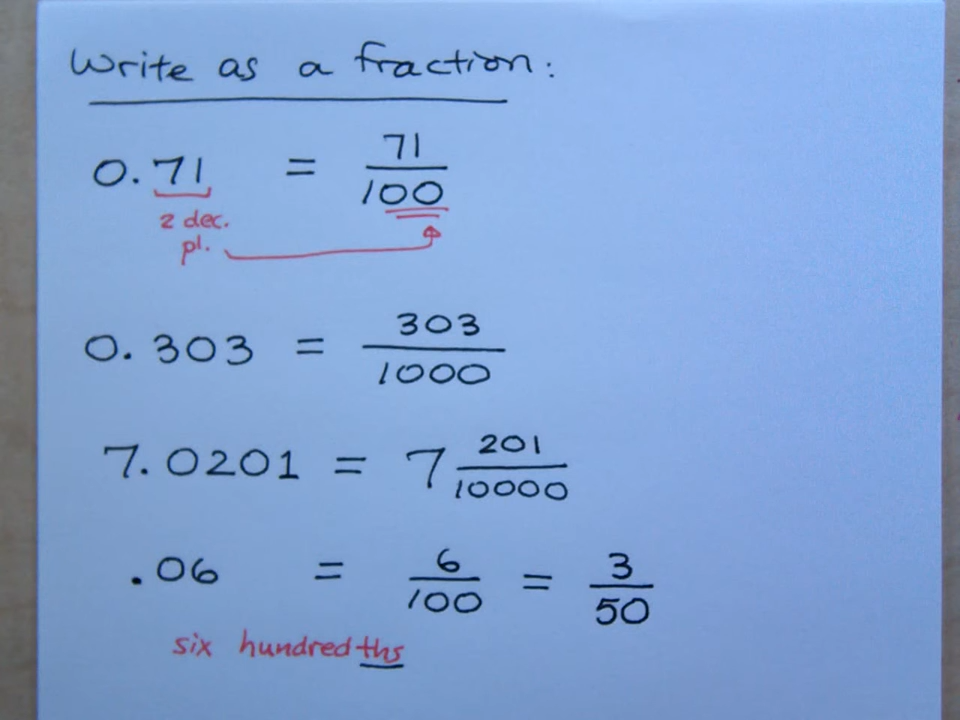 Write as a fraction:
0.71 = 71/100
2 dec.
pl.
0.303 = 303/1000
7.0201 = 7 201/10000
.06 = 6/100 = 3/50
six hundredths